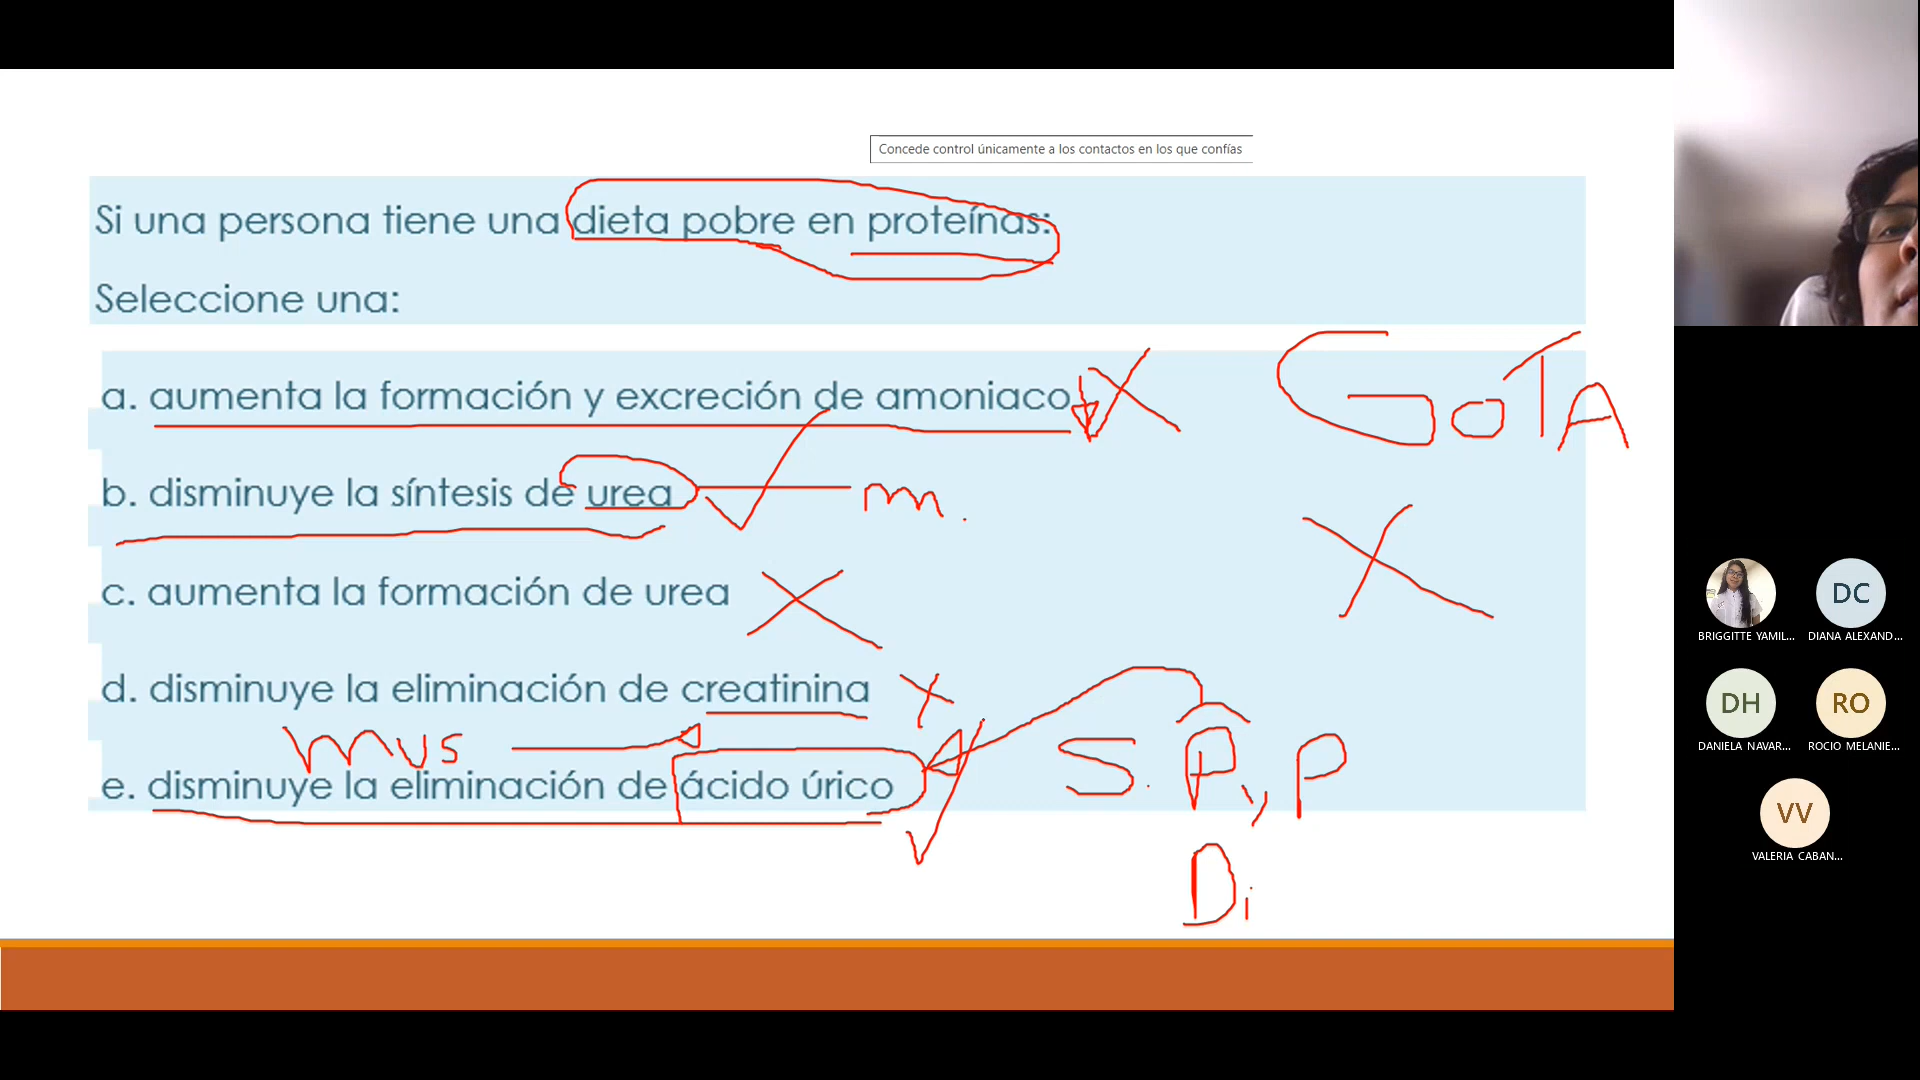 Concede control únicamente a los contactos en los que confías
Si una persona tiene una dieta pobre en proteínas:
Seleccione una:
a. aumenta la formación y excreción de amoniaco
GOTA
b. disminuye la síntesis de urea
m.
c. aumenta la formación de urea
d. disminuye la eliminación de creatinina
mus
e. disminuye la eliminación de ácido úrico
S. P y P
Di
DC
BRIGGITTE YAMIL... DIANA ALEXAND...
DH RO
DANIELA NAVAR... ROCIO MELANIE...
VV
VALERIA CABAN...